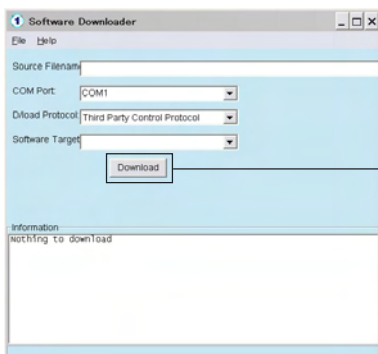 1 Software Downloader
File Help
Source Filenam
COM Port: COM1
D/load Protocol: Third Party Control Protocol
Software Target
Download
Information
Nothing to download